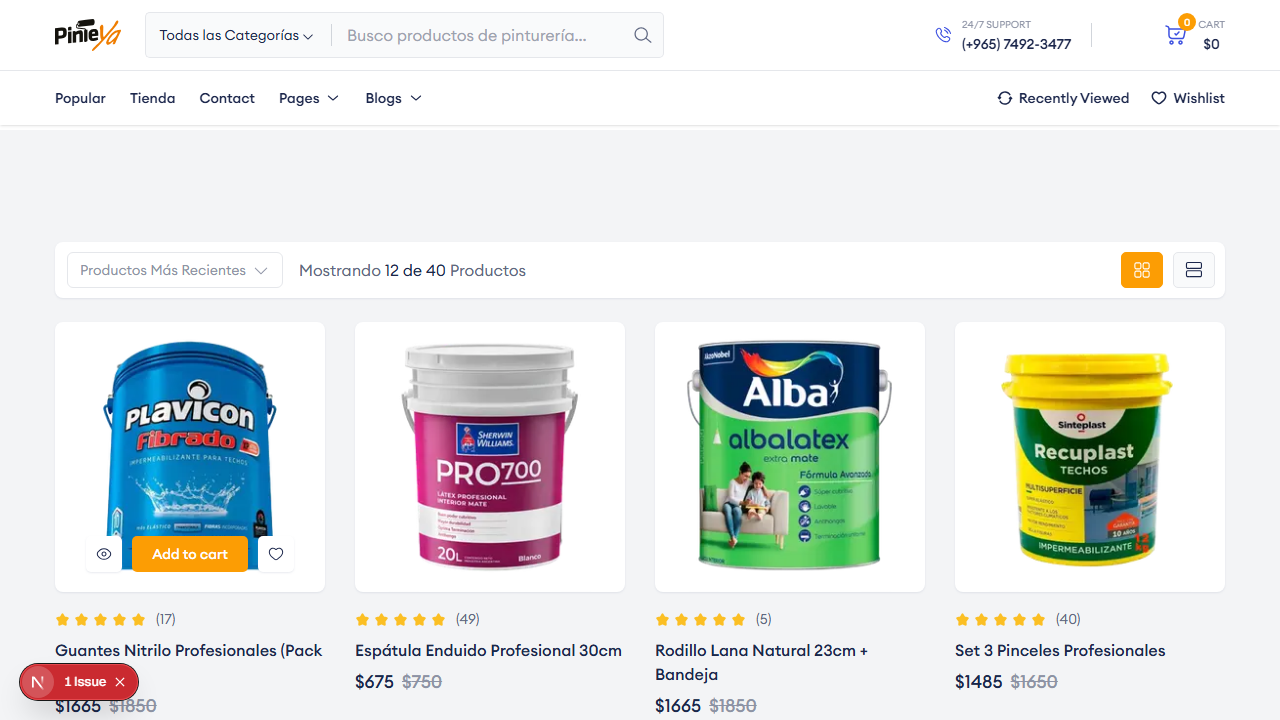 PinteYa
Todas las Categorías
Busco productos de pinturería...
24/7 SUPPORT
(+965) 7492-3477
0
CART
$0
Popular
Tienda
Contact
Pages
Blogs
Recently Viewed
Wishlist
Productos Más Recientes
Mostrando 12 de 40 Productos
PLAVICON
Fibrado
IMPERMEABILIZANTE PARA TECHOS
Add to cart
SHERWIN WILLIAMS
PRO700
LÁTEX PROFESIONAL
INTERIOR MATE
20L
Blanco
AkzoNobel
Alba
albalatex
extra mate
Fórmula Avanzada
Sinteplast
Recuplast
TECHOS
MULTISUPERFICIE
GARANTÍA
10 AÑOS
IMPERMEABILIZANTE
(17)
(49)
(5)
(40)
Guantes Nitrilo Profesionales (Pack
$1665 $1850
Espátula Enduido Profesional 30cm
$675 $750
Rodillo Lana Natural 23cm +
Bandeja
$1665 $1850
Set 3 Pinceles Profesionales
$1485 $1650
N
1 Issue